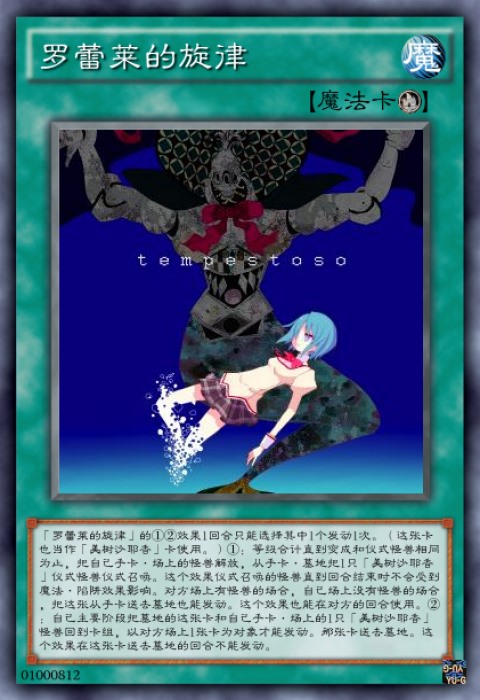 罗蕾莱的旋律
魔
【魔法卡】
tempestoso
「罗蕾莱的旋律」的①②效果1回合只能选择其中1个发动1次。（这张卡
也当作「美树沙耶香」卡使用。）①：等级合计直到变成和仪式怪兽相同
为止，把自己手卡·场上的怪兽解放，从手卡·墓地把1只「美树沙耶香」
仪式怪兽仪式召唤。这个效果仪式召唤的怪兽直到回合结束时不会受到
魔法·陷阱效果影响。对方场上有怪兽的场合，自己场上没有怪兽的场合
，把这张从手卡送去墓地也能发动。这个效果也能在对方的回合使用。②
：自己主要阶段把墓地的这张卡和自己手卡·场上的1只「美树沙耶香」
怪兽回到卡组，以对方场上1张卡为对象才能发动。那张卡送去墓地。这
个效果在这张卡送去墓地的回合不能发动。
01000812